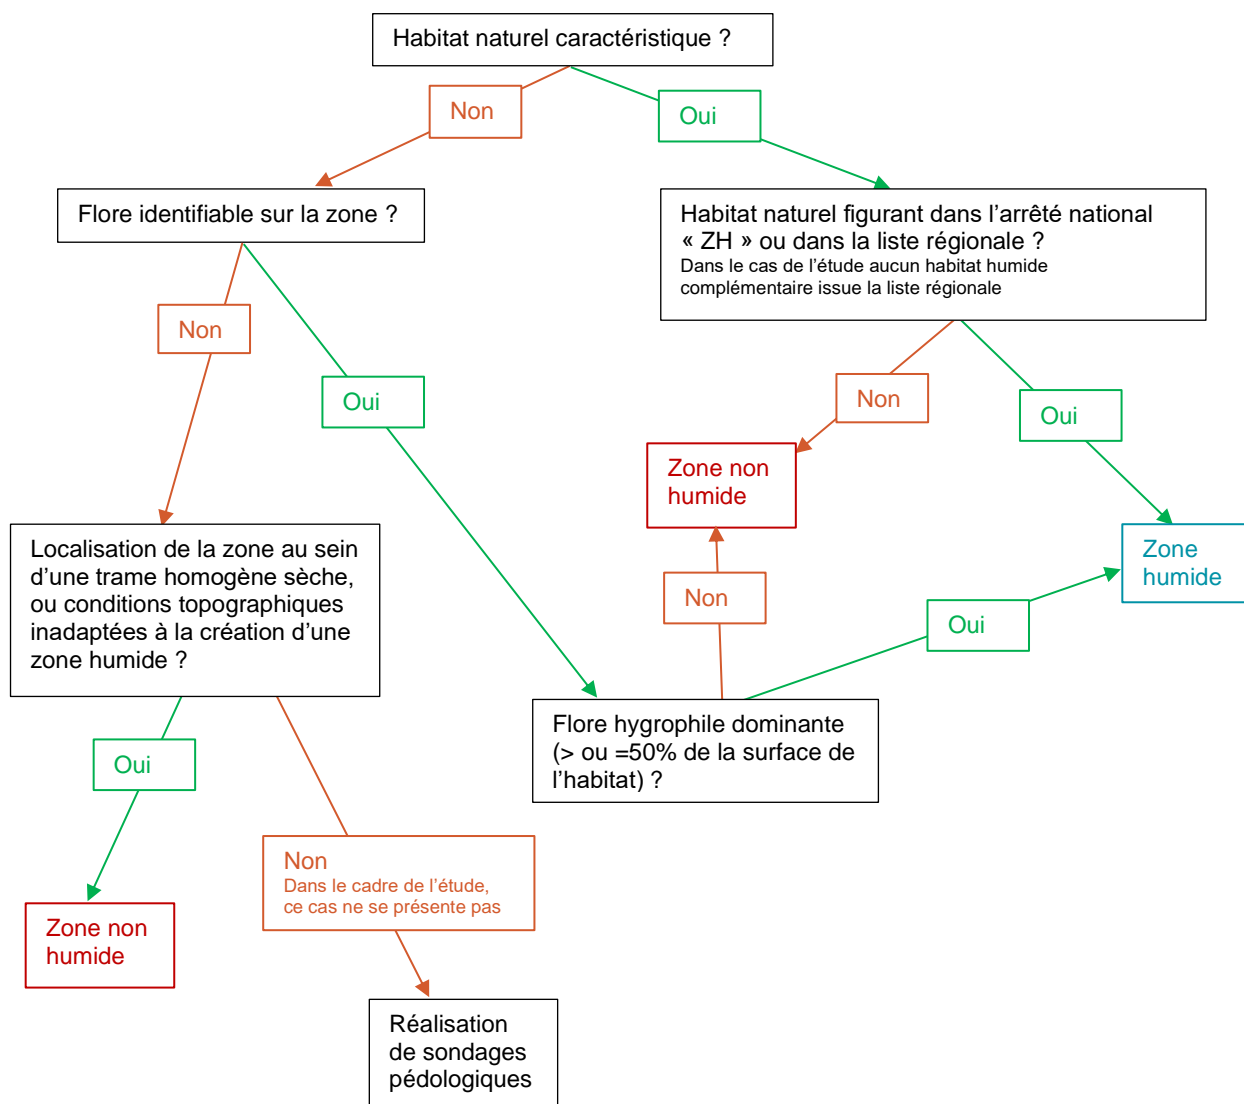 Habitat naturel caractéristique ?
Non
Oui
Flore identifiable sur la zone ?
Habitat naturel figurant dans l’arrêté national
« ZH » ou dans la liste régionale ?
Dans le cas de l’étude aucun habitat humide
complémentaire issue la liste régionale
Non
Oui
Non
Oui
Zone non
humide
Localisation de la zone au sein
d’une trame homogène sèche,
ou conditions topographiques
inadaptées à la création d’une
zone humide ?
Zone
humide
Non
Oui
Flore hygrophile dominante
(> ou =50% de la surface de
l’habitat) ?
Oui
Non
Dans le cadre de l’étude,
ce cas ne se présente pas
Zone non
humide
Réalisation
de sondages
pédologiques